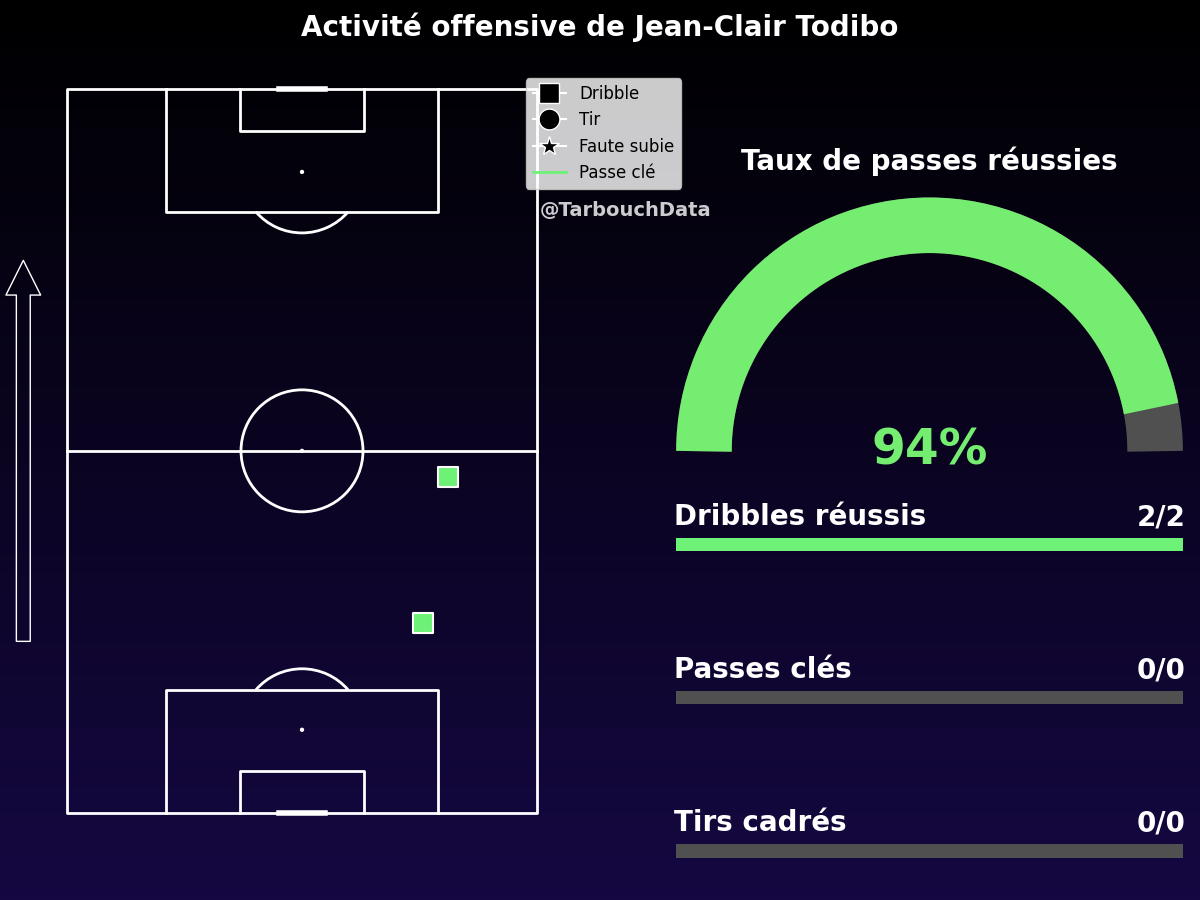 Activité offensive de Jean-Clair Todibo
Dribble
Tir
Faute subie
Passe clé
@TarbouchData
Taux de passes réussies
94%
Dribbles réussis 2/2
Passes clés 0/0
Tirs cadrés 0/0